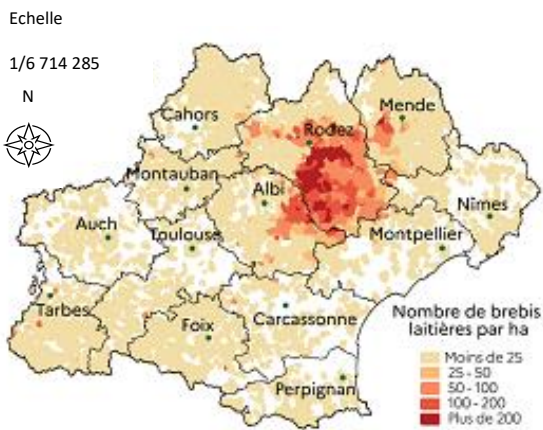 Echelle
1/6 714 285
N
Cahors
Mende
Rodez
Montauban
Albi
Nîmes
Auch
Toulouse
Montpellier
Tarbes
Foix
Carcassonne
Perpignan
Nombre de brebis
laitières par ha
Moins de 25
25 - 50
50 - 100
100 - 200
Plus de 200